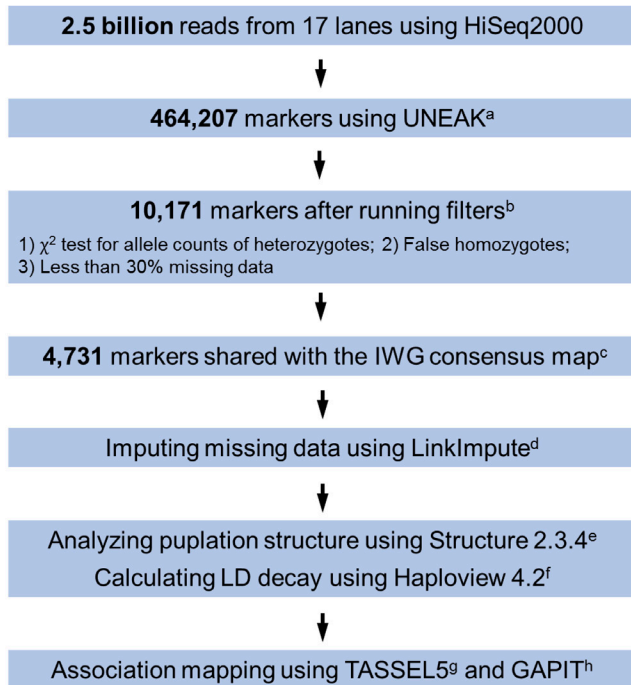 2.5 billion reads from 17 lanes using HiSeq2000
464,207 markers using UNEAKᵃ
10,171 markers after running filtersᵇ
1) χ² test for allele counts of heterozygotes; 2) False homozygotes;
3) Less than 30% missing data
4,731 markers shared with the IWG consensus mapᶜ
Imputing missing data using LinkImputeᵈ
Analyzing puplation structure using Structure 2.3.4ᵉ
Calculating LD decay using Haploview 4.2ᶠ
Association mapping using TASSEL5ᵍ and GAPITʰ